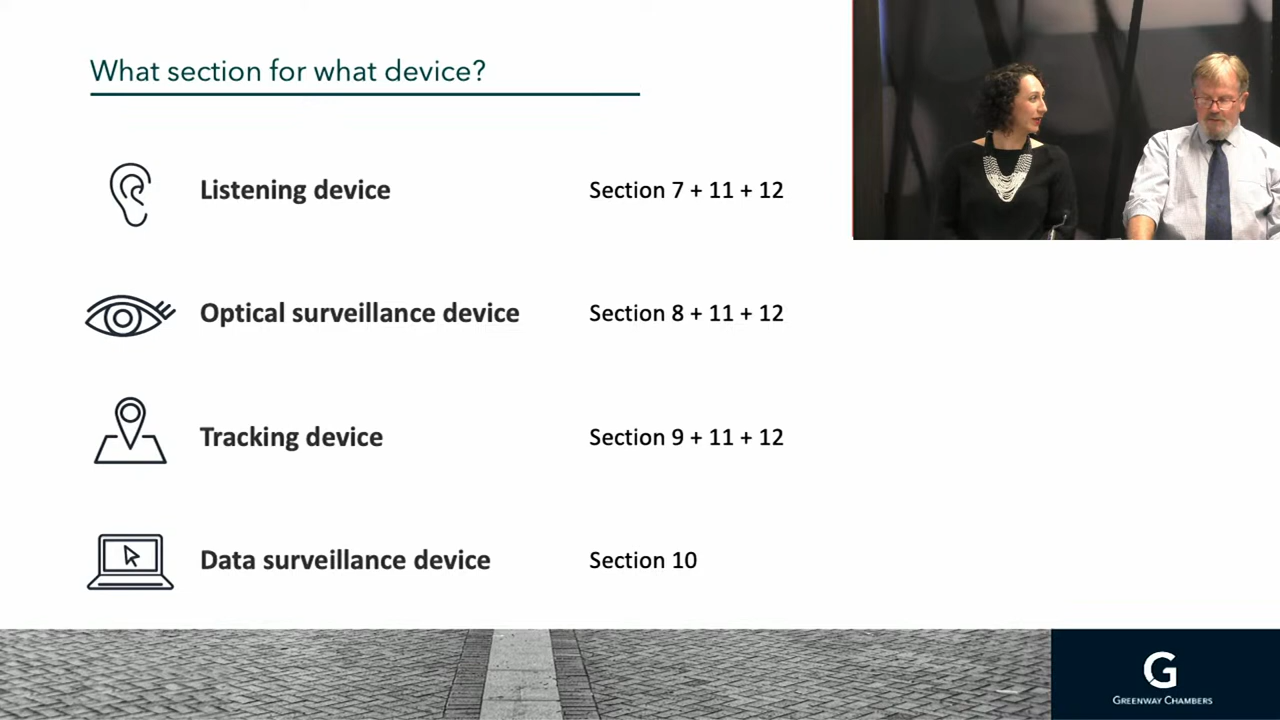 What section for what device?
Listening device Section 7 + 11 + 12
Optical surveillance device Section 8 + 11 + 12
Tracking device Section 9 + 11 + 12
Data surveillance device Section 10
G
GREENWAY CHAMBERS